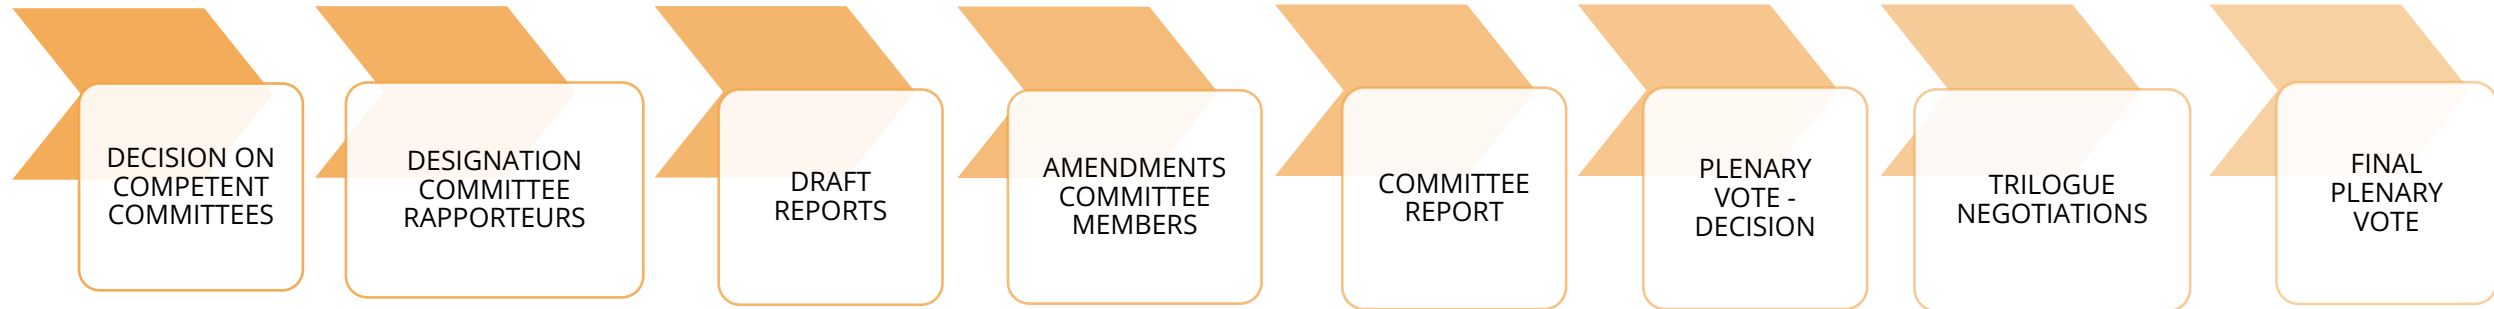 DECISION ON
COMPETENT
COMMITTEES
DESIGNATION
COMMITTEE
RAPPORTEURS
DRAFT
REPORTS
AMENDMENTS
COMMITTEE
MEMBERS
COMMITTEE
REPORT
PLENARY
VOTE -
DECISION
TRILOGUE
NEGOTIATIONS
FINAL
PLENARY
VOTE